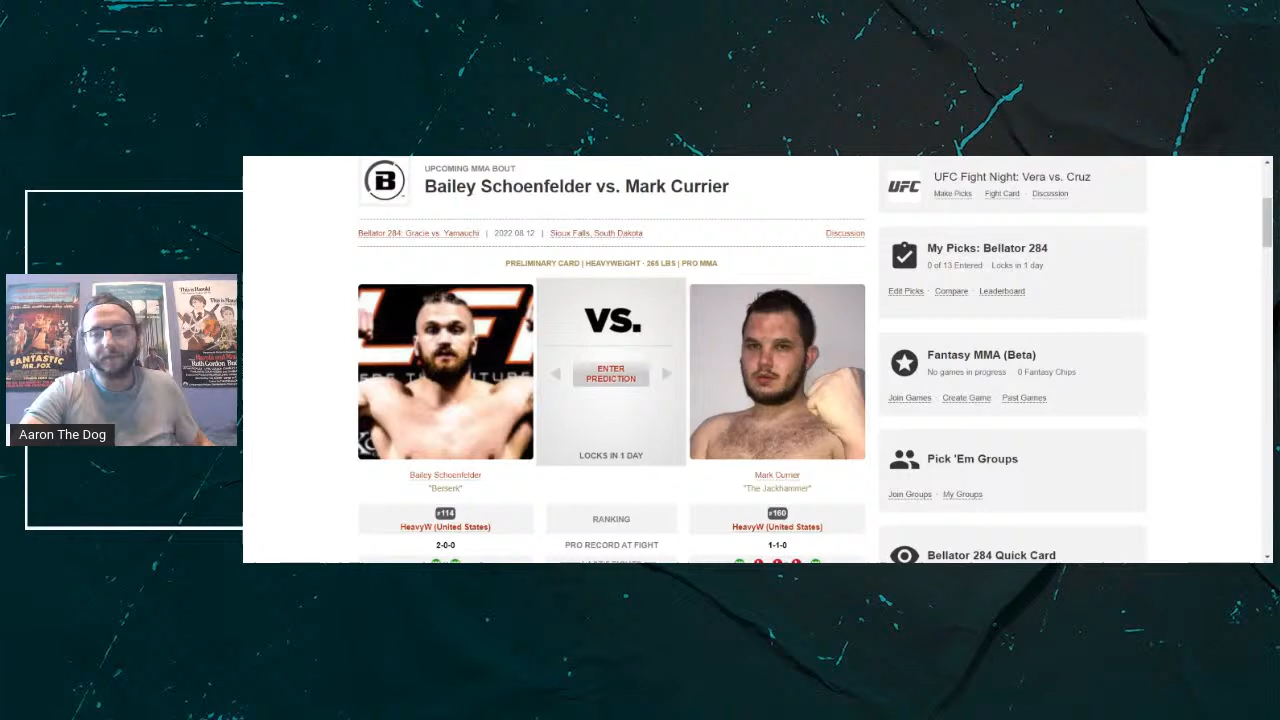 UPCOMING MMA BOUT
Bailey Schoenfelder vs. Mark Currier
Bellator 284: Gracie vs. Yamauchi | 2022.08.12 | Sioux Falls, South Dakota
Discussion
PRELIMINARY CARD | HEAVYWEIGHT · 265 LBS | PRO MMA
VS.
ENTER
PREDICTION
LOCKS IN 1 DAY
Bailey Schoenfelder
"Berserk"
Mark Currier
"The Jackhammer"
#114
RANKING
#160
HeavyW (United States)
HeavyW (United States)
2-0-0
PRO RECORD AT FIGHT
1-1-0
B
UFC
UFC Fight Night: Vera vs. Cruz
Make Picks Fight Card · Discussion
My Picks: Bellator 284
0 of 13 Entered Locks in 1 day
Edit Picks · Compare · Leaderboard
Fantasy MMA (Beta)
No games in progress 0 Fantasy Chips
Join Games · Create Game · Past Games
Pick 'Em Groups
Join Groups · My Groups
Bellator 284 Quick Card
FANTASTIC
MR. FOX
This is Harold
Ruth Gordon
Aaron The Dog